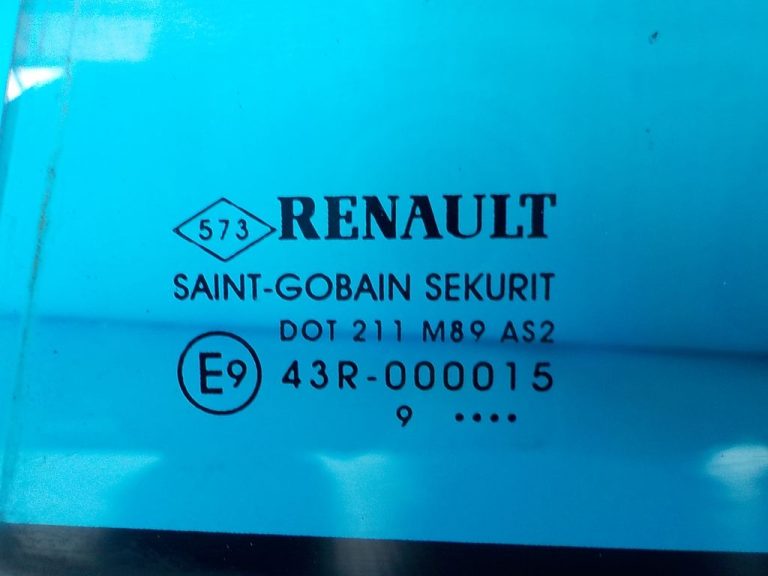 573 RENAULT
SAINT-GOBAIN SEKURIT
DOT 211 M89 AS2
E9 43R-000015
9 ••••